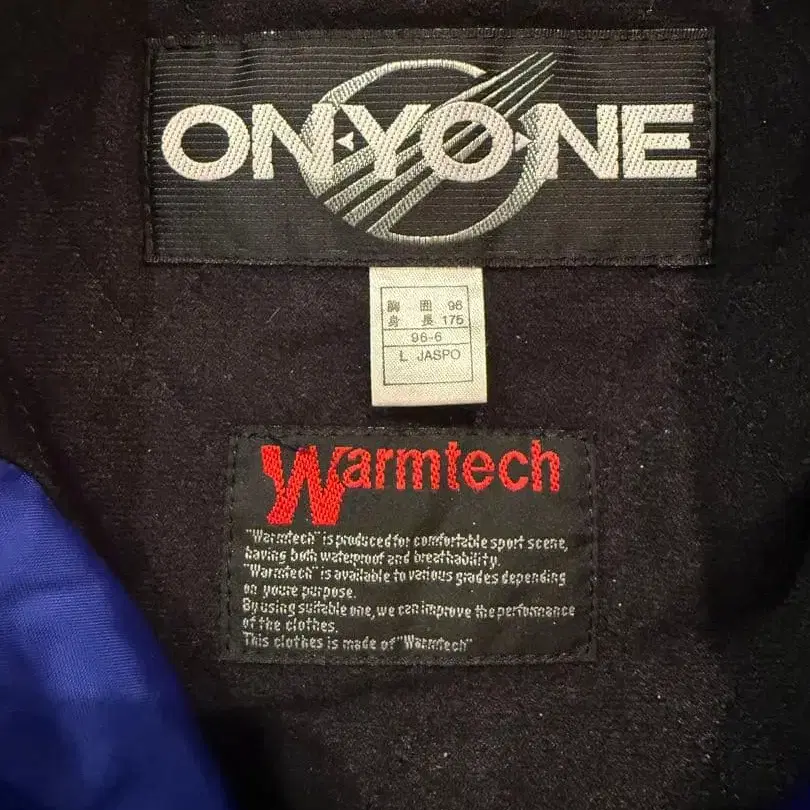 ONYONE
胸 囲 96
身 長 175
96-6
L JASPO
Warmtech
"Warmtech" is produced for comfortable sport scene,
having both waterproof and breathability.
"Warmtech" is available to various grades depending
on youre purpose.
By using suitable one, we can improve the performance
of the clothes.
This clothes is made of "Warmtech"